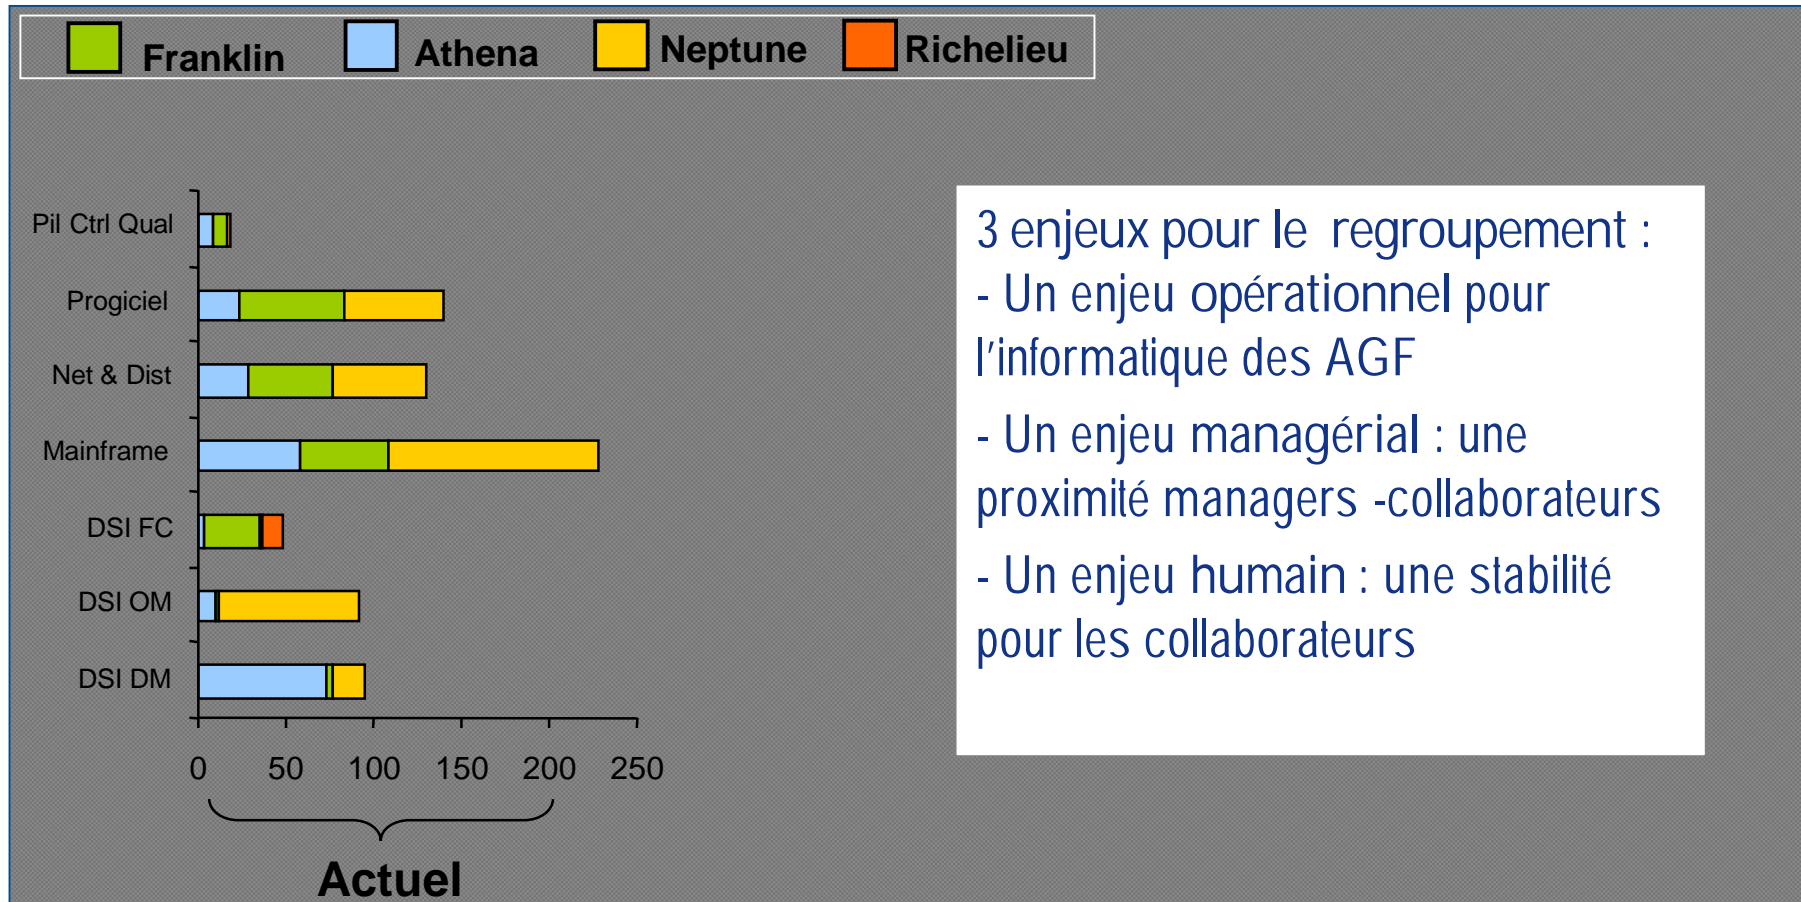 Franklin Athena Neptune Richelieu
Pil Ctrl Qual
Progiciel
Net & Dist
Mainframe
DSI FC
DSI OM
DSI DM
0 50 100 150 200 250
Actuel
3 enjeux pour le regroupement :
- Un enjeu opérationnel pour
l'informatique des AGF
- Un enjeu managérial : une
proximité managers -collaborateurs
- Un enjeu humain : une stabilité
pour les collaborateurs